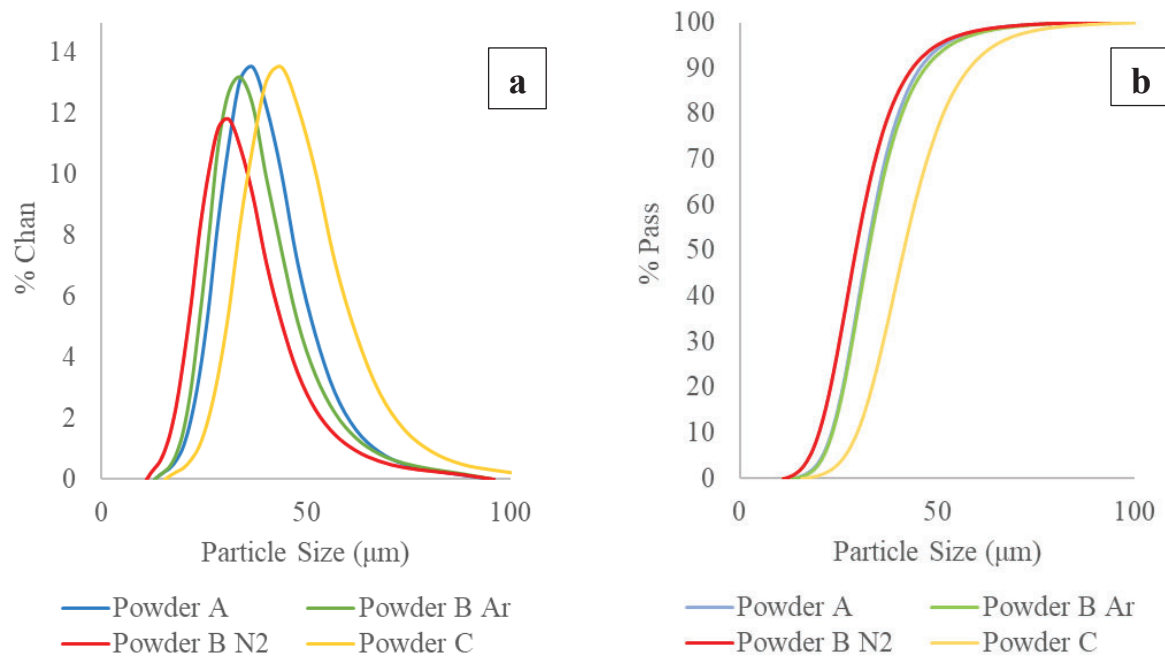 a
14
12
10
8
6
4
2
0
% Chan
0 50 100
Particle Size (µm)
Powder A Powder B Ar
Powder B N2 Powder C
b
100
90
80
70
60
50
40
30
20
10
0
% Pass
0 50 100
Particle Size (µm)
Powder A Powder B Ar
Powder B N2 Powder C